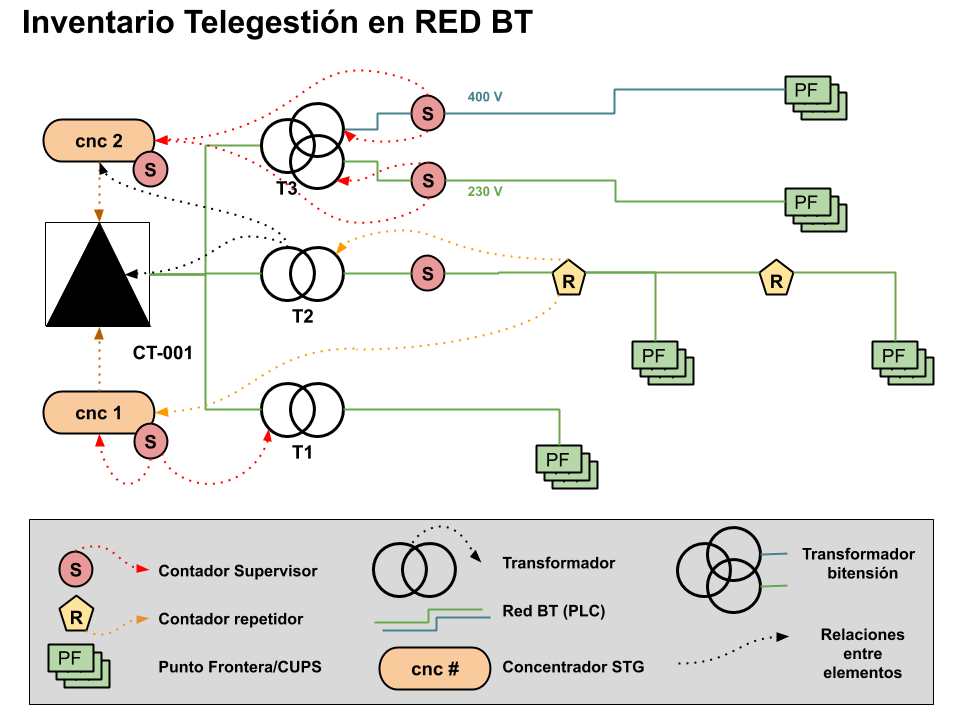 Inventario Telegestión en RED BT
400 V
PF
cnc 2
S
S
T3
S
230 V
PF
S
T2
R
R
CT-001
PF
PF
cnc 1
S
T1
PF
S
Contador Supervisor
R
Contador repetidor
PF
Punto Frontera/CUPS
Transformador
Red BT (PLC)
cnc #
Concentrador STG
Transformador
bitensión
Relaciones
entre
elementos